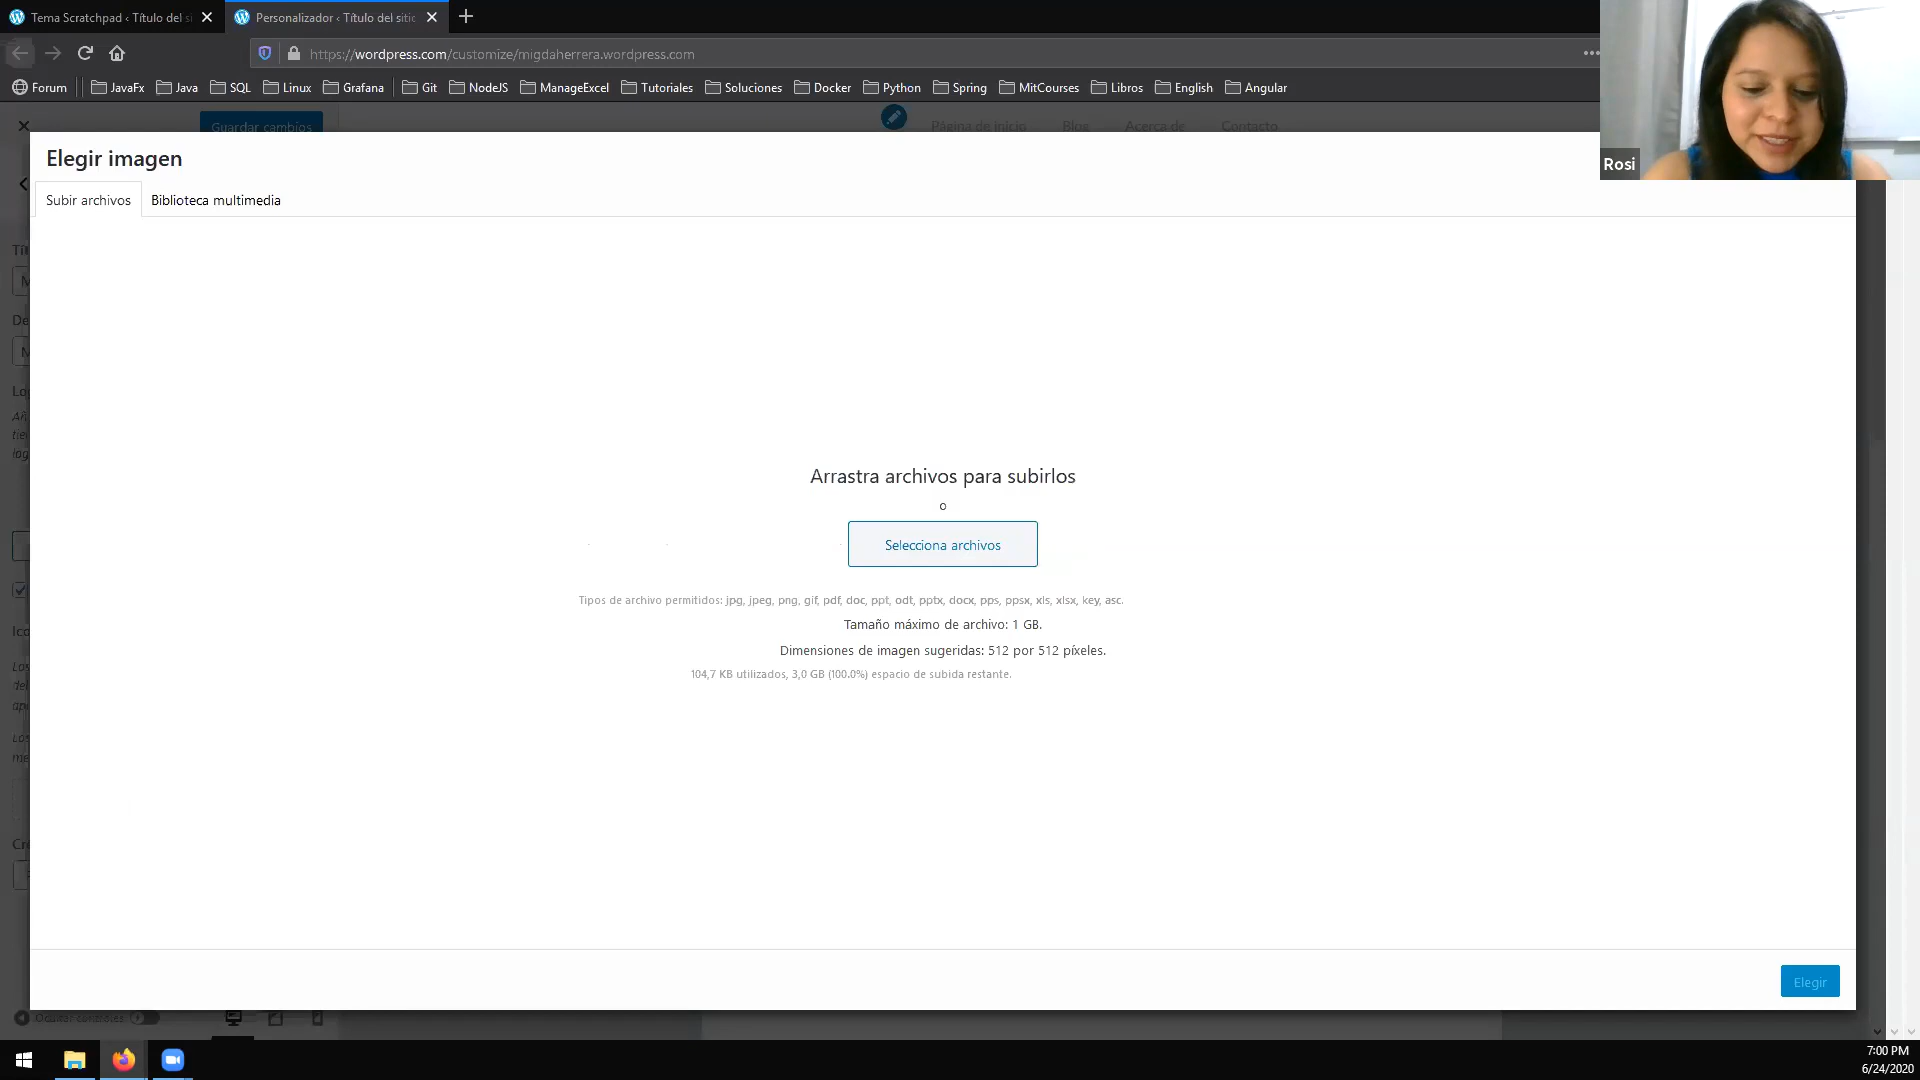 Tema Scratchpad ‹ Título del si
Personalizador ‹ Título del sitio
https://wordpress.com/customize/migdaherrera.wordpress.com
Forum JavaFx Java SQL Linux Grafana Git NodeJS ManageExcel Tutoriales Soluciones Docker Python Spring MitCourses Libros English Angular
Guardar cambios
Página de inicio Blog Acerca de Contacto
Rosi
Elegir imagen
Subir archivos Biblioteca multimedia
Arrastra archivos para subirlos
o
Selecciona archivos
Tipos de archivo permitidos: jpg, jpeg, png, gif, pdf, doc, ppt, odt, pptx, docx, pps, ppsx, xls, xlsx, key, asc.
Tamaño máximo de archivo: 1 GB.
Dimensiones de imagen sugeridas: 512 por 512 píxeles.
104,7 KB utilizados, 3,0 GB (100.0%) espacio de subida restante.
Elegir
Ocultar controles
7:00 PM
6/24/2020